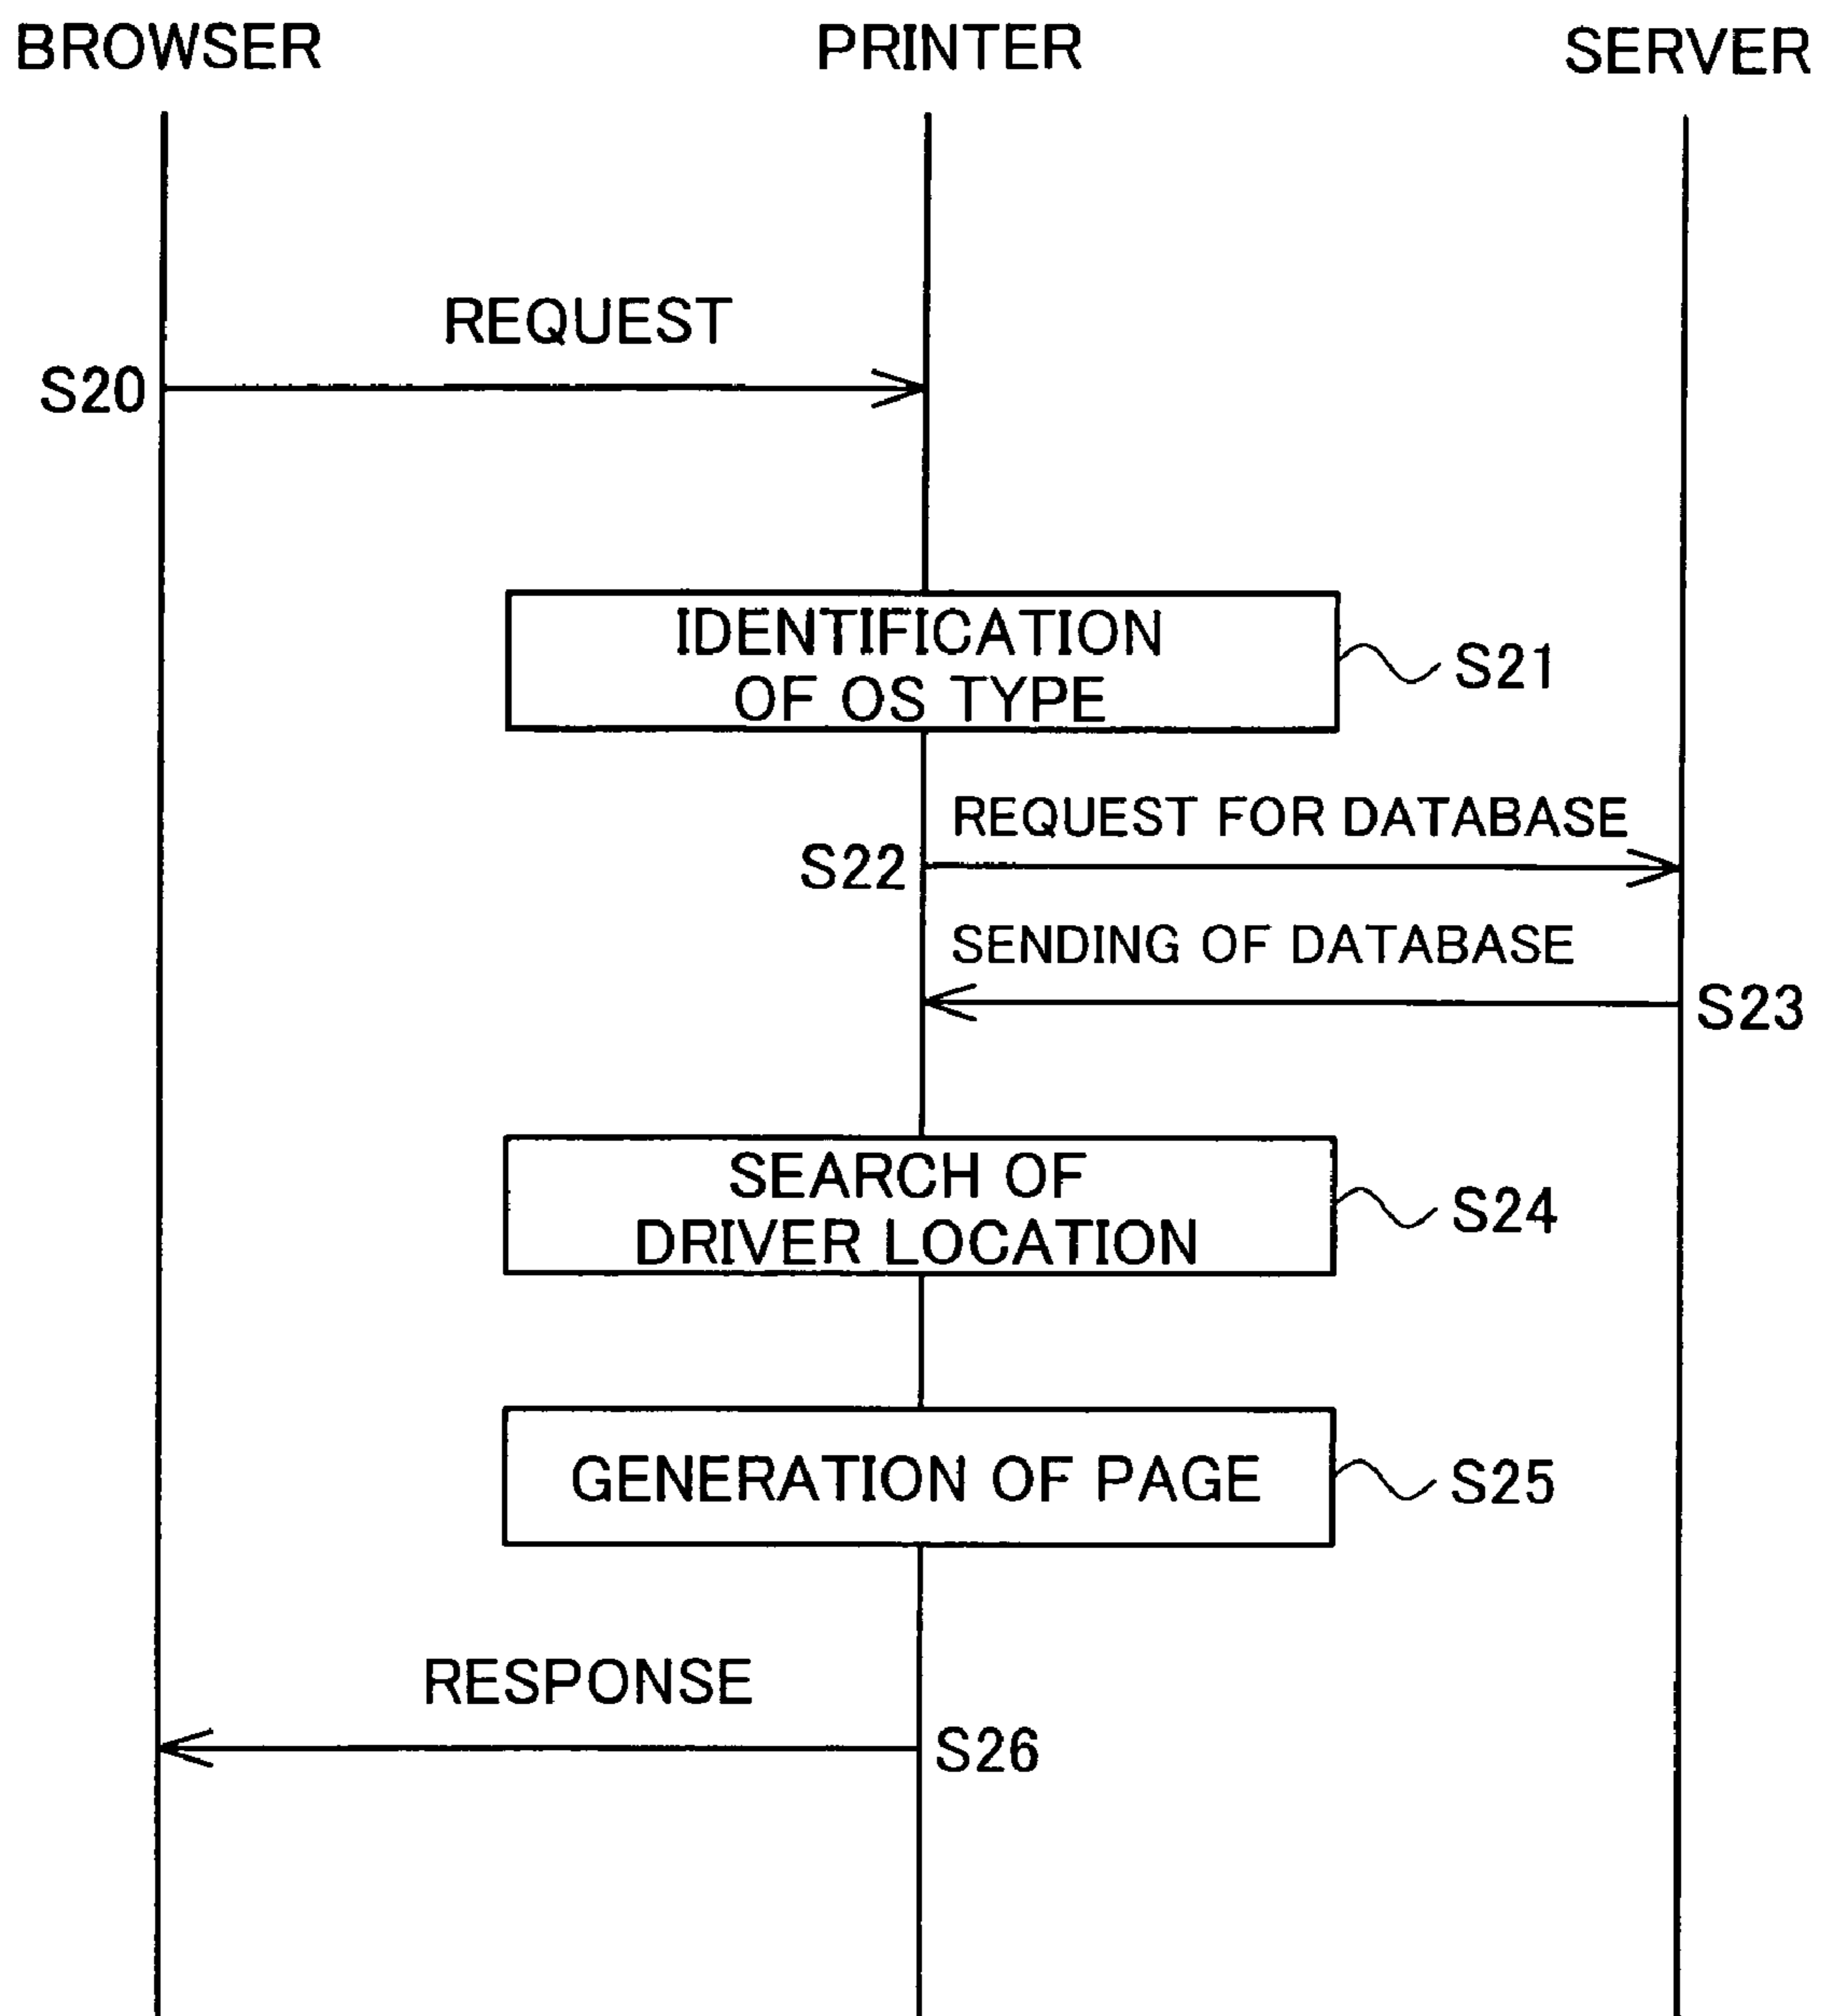 BROWSER
PRINTER
SERVER
REQUEST
S20
IDENTIFICATION
OF OS TYPE
S21
REQUEST FOR DATABASE
S22
SENDING OF DATABASE
S23
SEARCH OF
DRIVER LOCATION
S24
GENERATION OF PAGE
S25
RESPONSE
S26